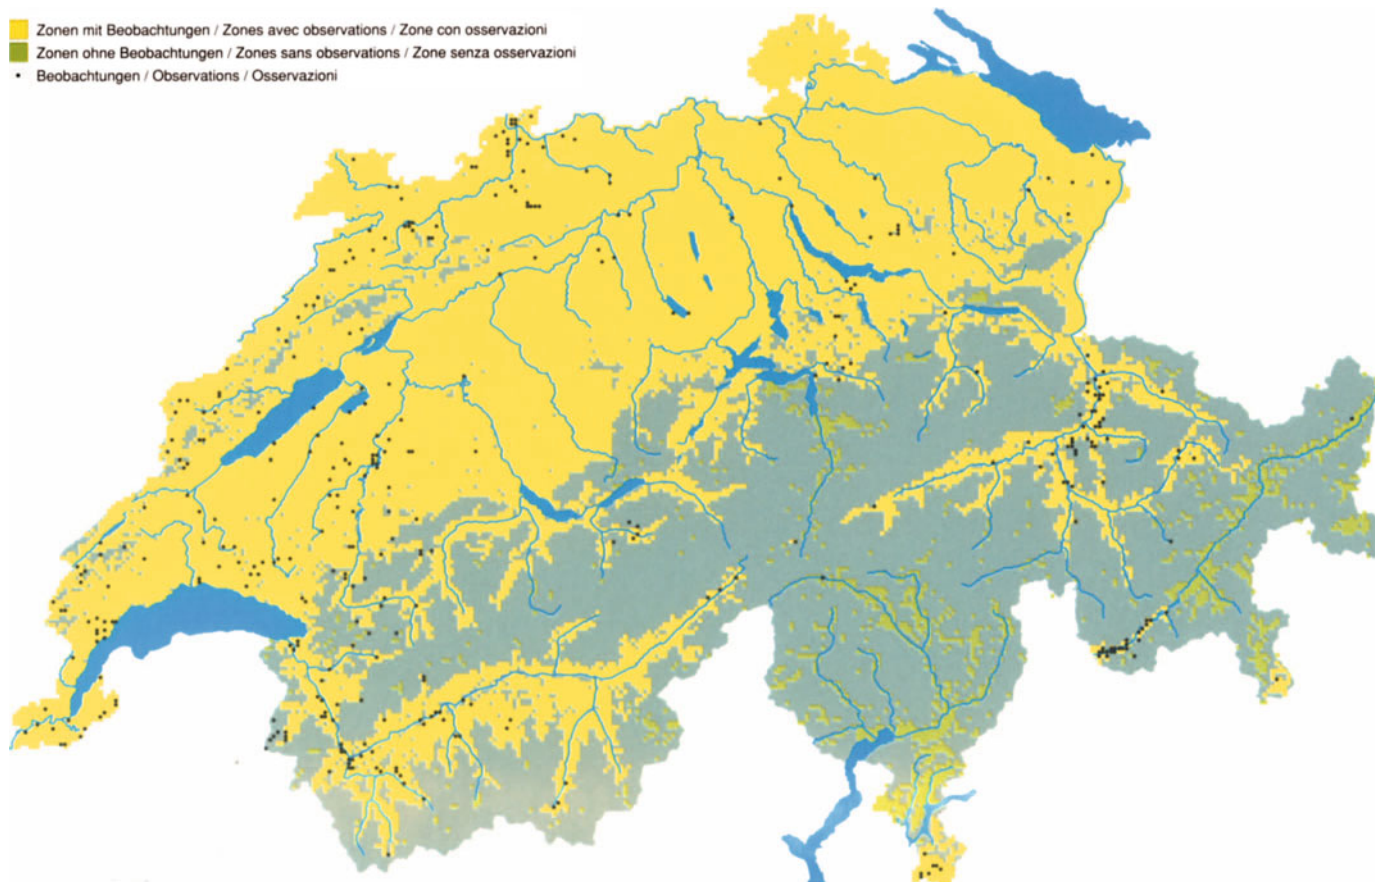 Zonen mit Beobachtungen / Zones avec observations / Zone con osservazioni
Zonen ohne Beobachtungen / Zones sans observations / Zone senza osservazioni
Beobachtungen / Observations / Osservazioni